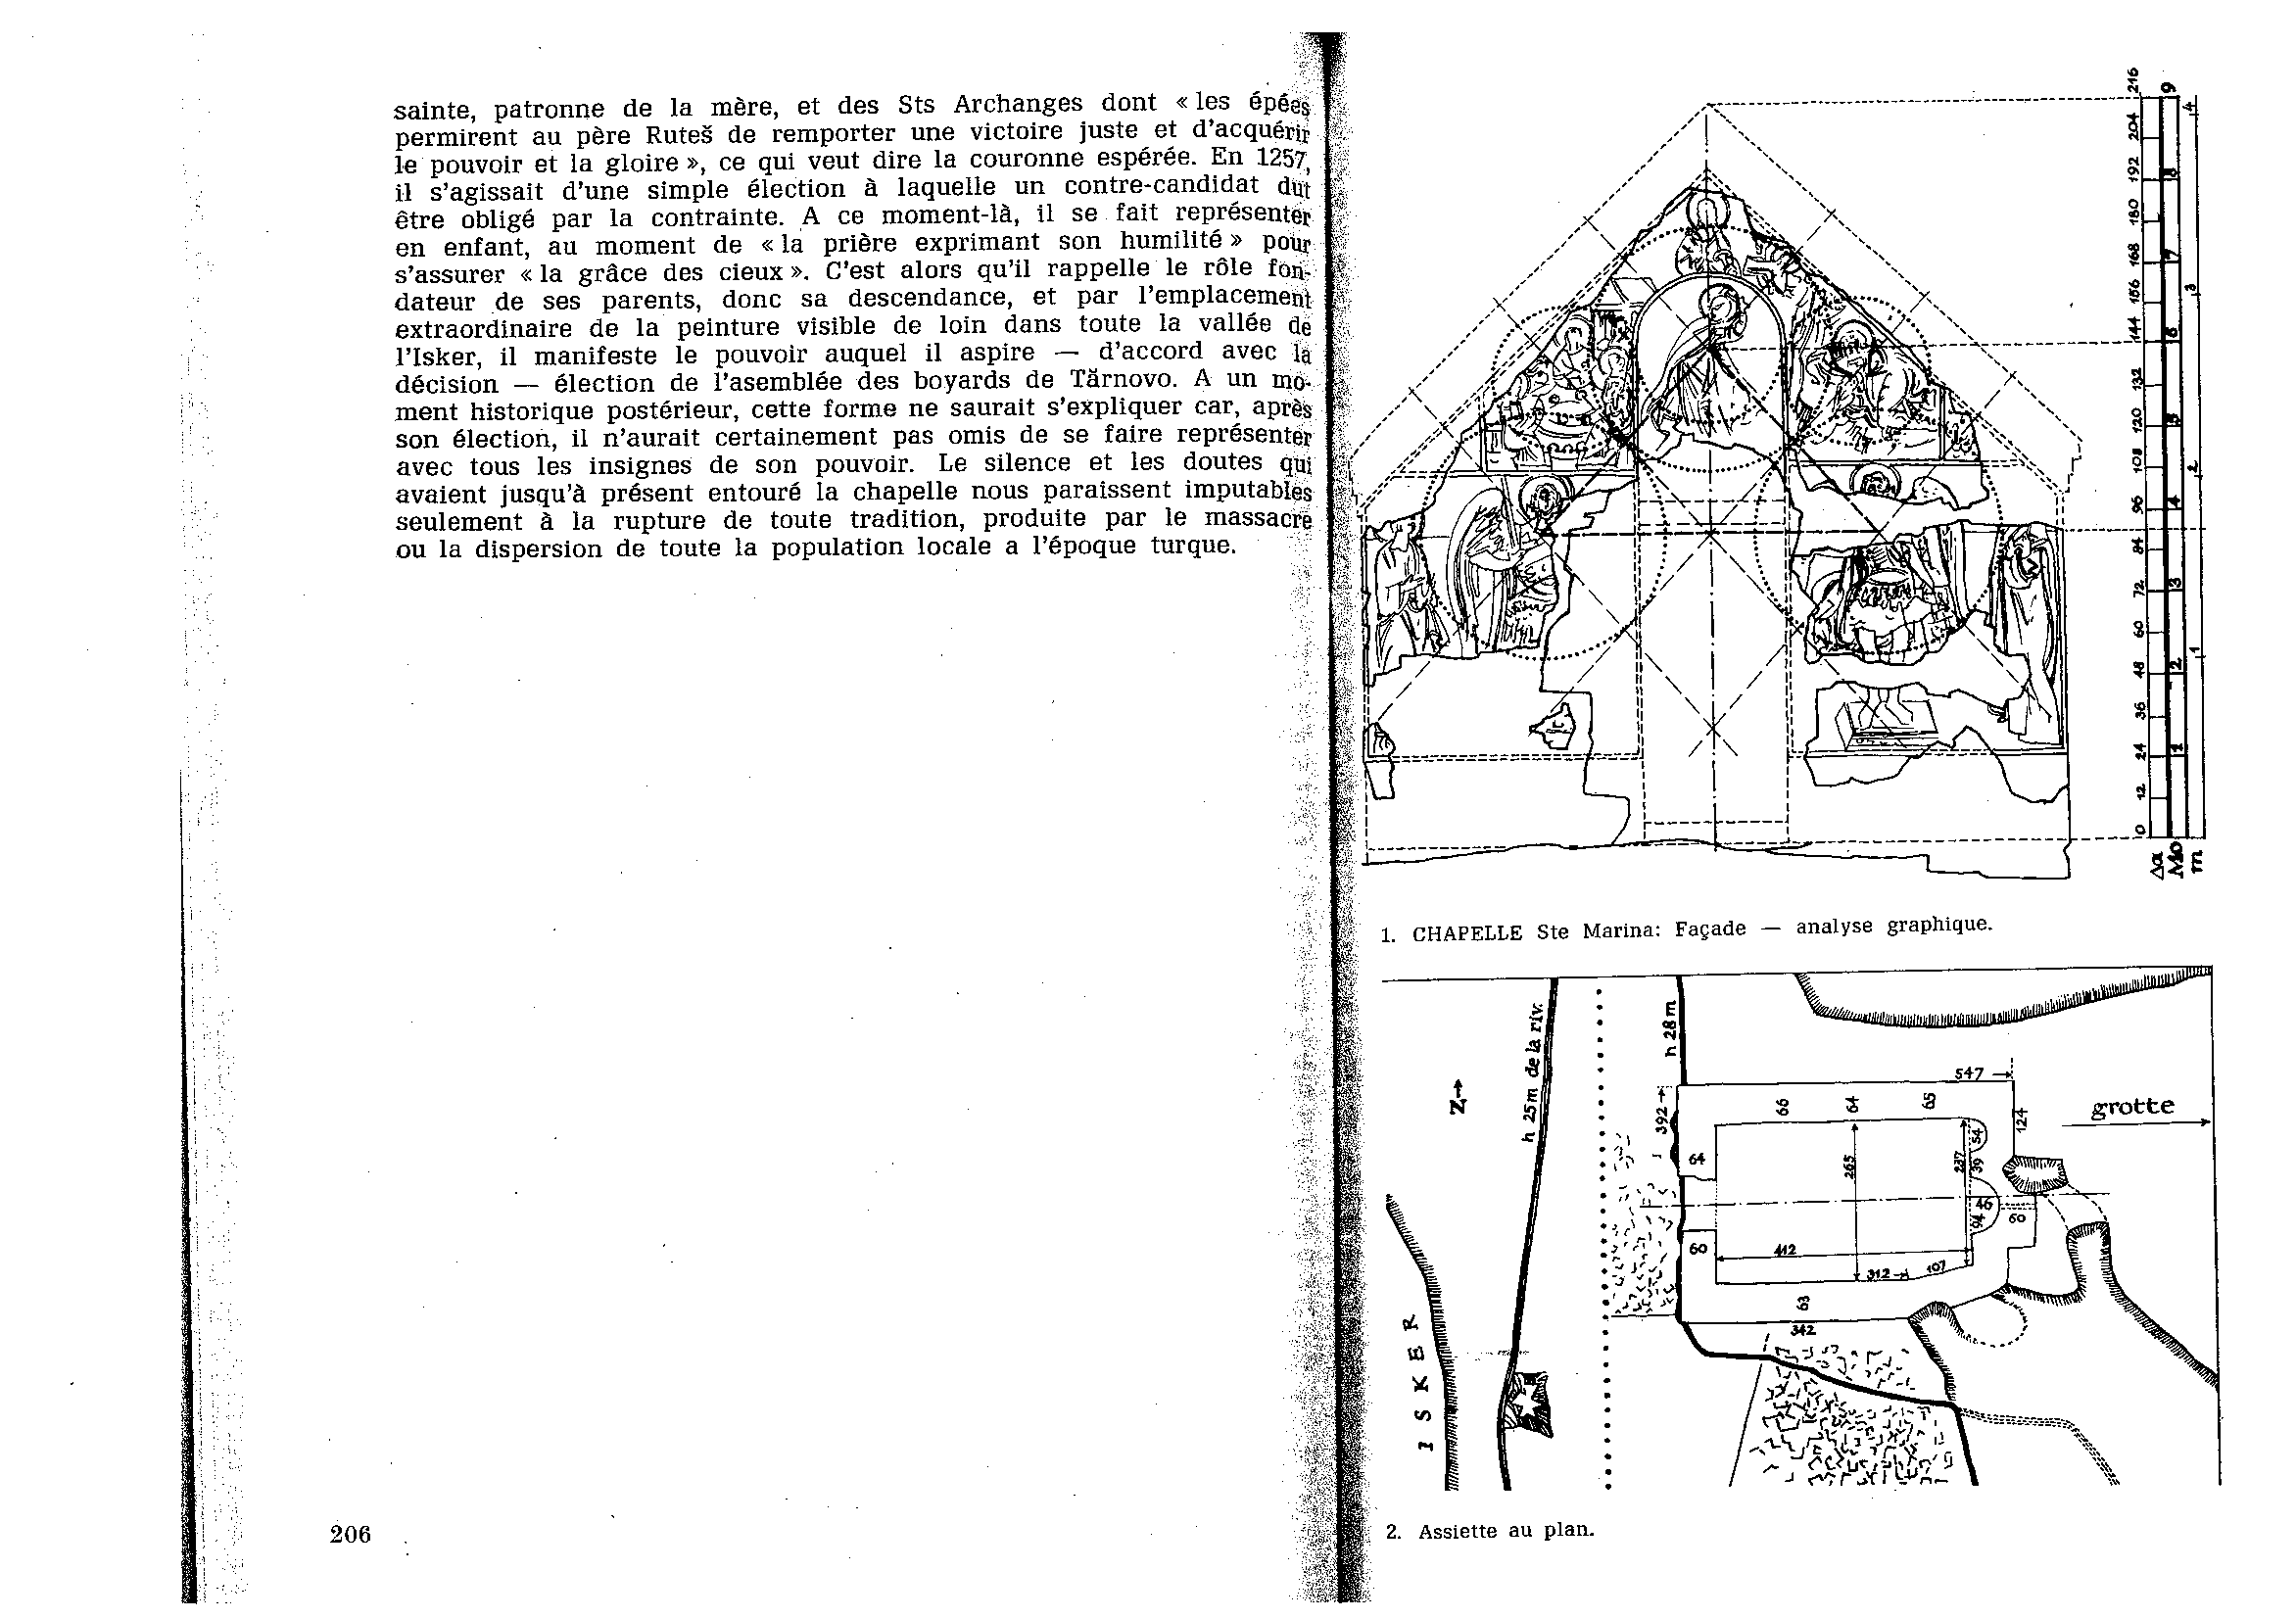 sainte, patronne de la mère, et des Sts Archanges dont « les épées
permirent au père Ruteš de remporter une victoire juste et d'acquérir
le pouvoir et la gloire », ce qui veut dire la couronne espérée. En 1257,
il s'agissait d'une simple élection à laquelle un contre-candidat dut
être obligé par la contrainte. A ce moment-là, il se fait représenter
en enfant, au moment de « la prière exprimant son humilité » pour
s'assurer « la grâce des cieux ». C'est alors qu'il rappelle le rôle fon-
dateur de ses parents, donc sa descendance, et par l'emplacement
extraordinaire de la peinture visible de loin dans toute la vallée de
l'Isker, il manifeste le pouvoir auquel il aspire — d'accord avec la
décision — élection de l'asemblée des boyards de Tărnovo. A un mo-
ment historique postérieur, cette forme ne saurait s'expliquer car, après
son élection, il n'aurait certainement pas omis de se faire représenter
avec tous les insignes de son pouvoir. Le silence et les doutes qui
avaient jusqu'à présent entouré la chapelle nous paraissent imputables
seulement à la rupture de toute tradition, produite par le massacre
ou la dispersion de toute la population locale a l'époque turque.
206
216
204
192
180
168
156
144
132
120
108
96
84
72
60
48
36
24
12
0
9
8
7
6
5
4
3
2
1
4
3
2
1
Δα
Mo
m
1. CHAPELLE Ste Marina: Façade — analyse graphique.
h 25 m de la riv.
h 28 m
Z
547
392
66
64
65
124
grotte
64
265
237
54
39
46
94
60
60
412
312
107
63
342
ISKER
2. Assiette au plan.